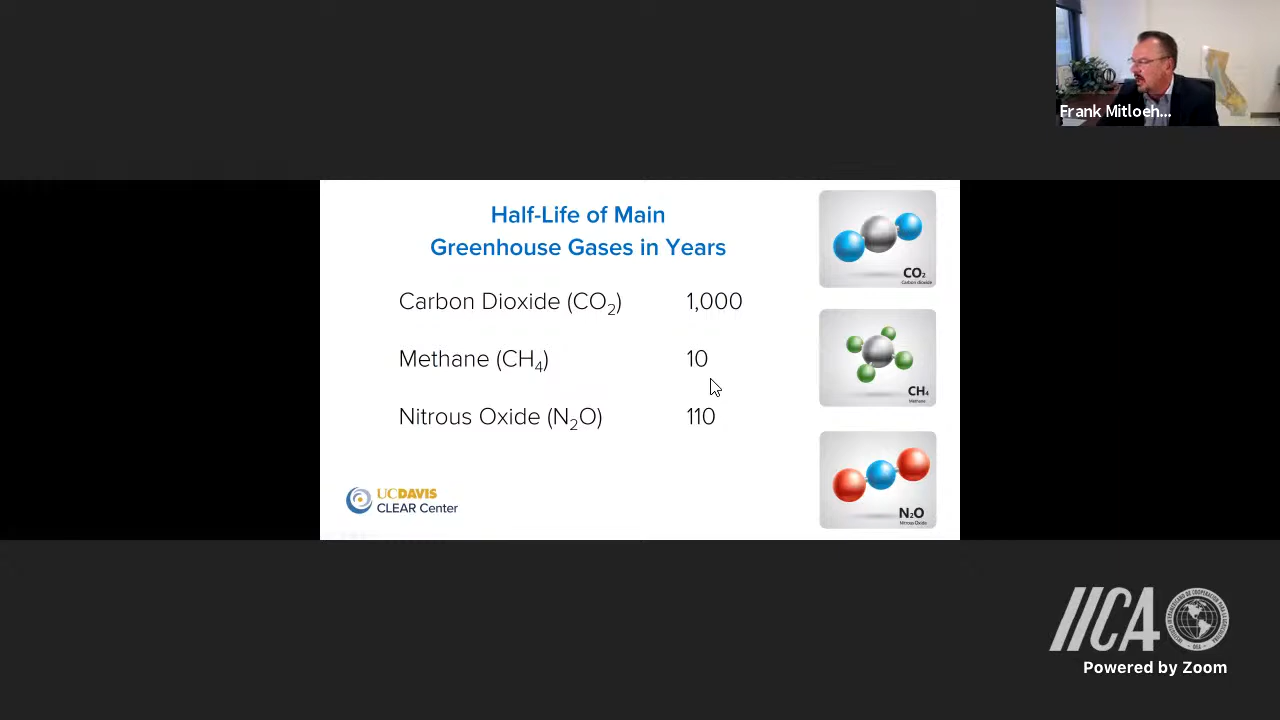 Frank Mitloeh...
Half-Life of Main
Greenhouse Gases in Years
Carbon Dioxide (CO₂) 1,000
Methane (CH₄) 10
Nitrous Oxide (N₂O) 110
CO₂
Carbon dioxide
CH₄
Methane
N₂O
Nitrous Oxide
UCDAVIS
CLEAR Center
IICA
Powered by Zoom